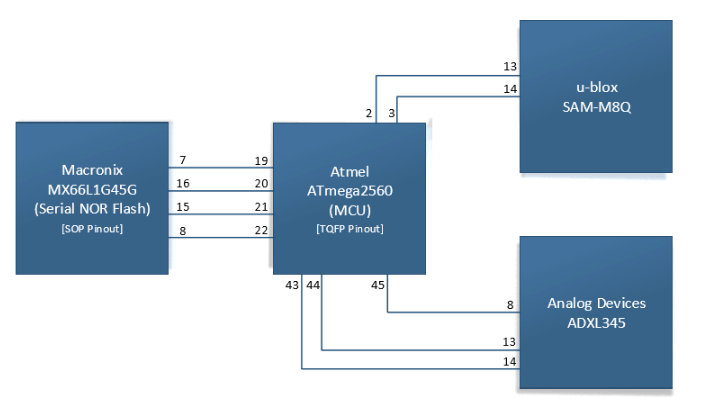 13
u-blox
SAM-M8Q
14
2 3
Macronix
MX66L1G45G
(Serial NOR Flash)
[SOP Pinout]
7 19
16 20
15 21
8 22
Atmel
ATmega2560
(MCU)
[TQFP Pinout]
43 44 45
8
Analog Devices
ADXL345
13
14